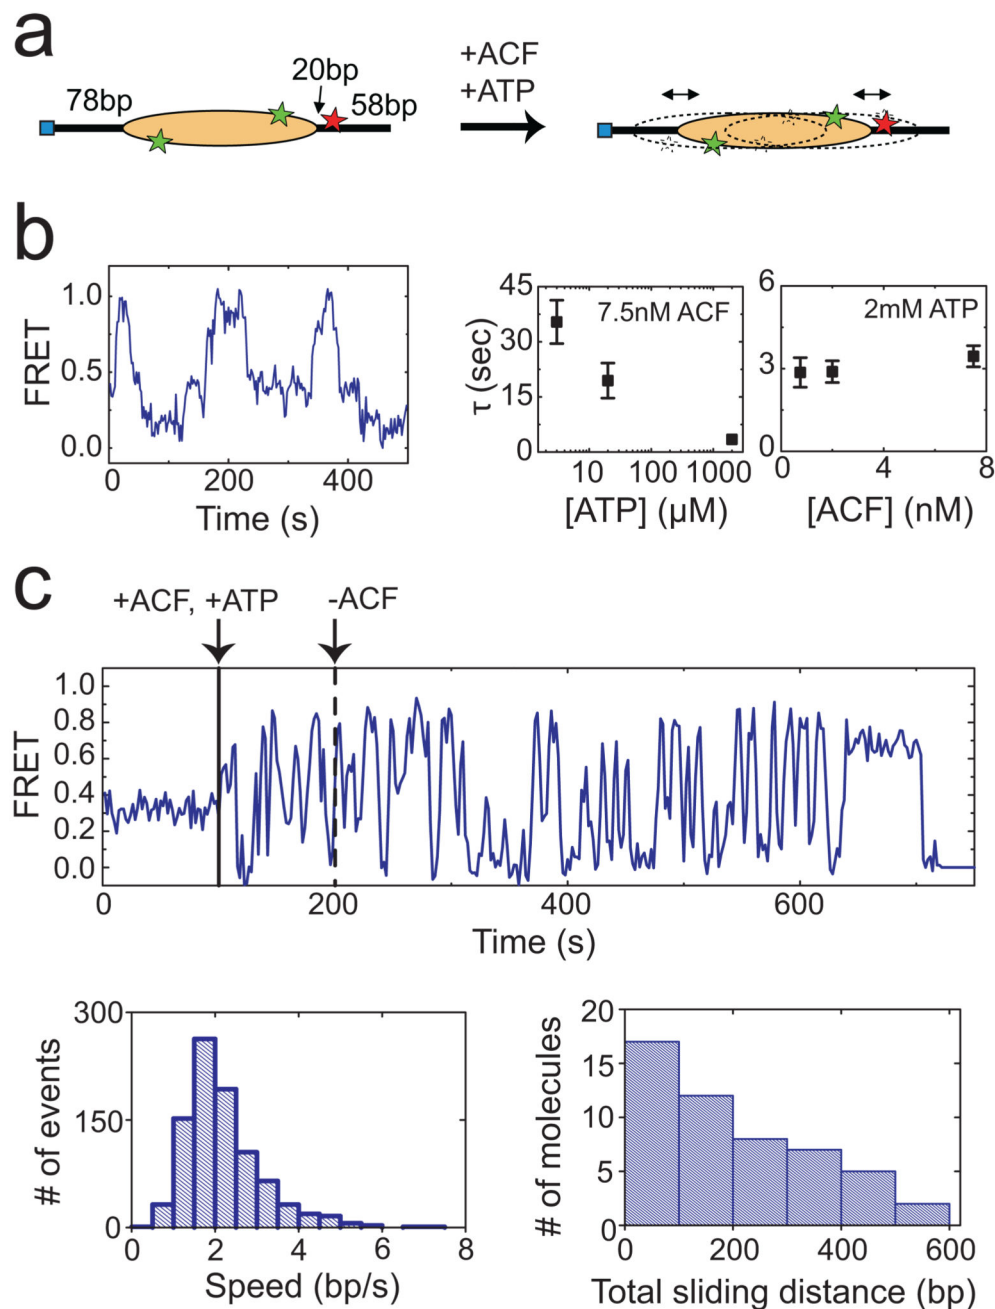 a
78bp
20bp
58bp
+ACF
+ATP
b
FRET
1.0
0.5
0.0
0
200
400
Time (s)
τ (sec)
45
30
15
0
7.5nM ACF
10
100
1000
[ATP] (µM)
6
3
0
2mM ATP
0
4
8
[ACF] (nM)
c
+ACF, +ATP
-ACF
FRET
1.0
0.8
0.6
0.4
0.2
0.0
0
200
400
600
Time (s)
# of events
300
150
0
0
2
4
6
8
Speed (bp/s)
# of molecules
20
15
10
5
0
0
200
400
600
Total sliding distance (bp)